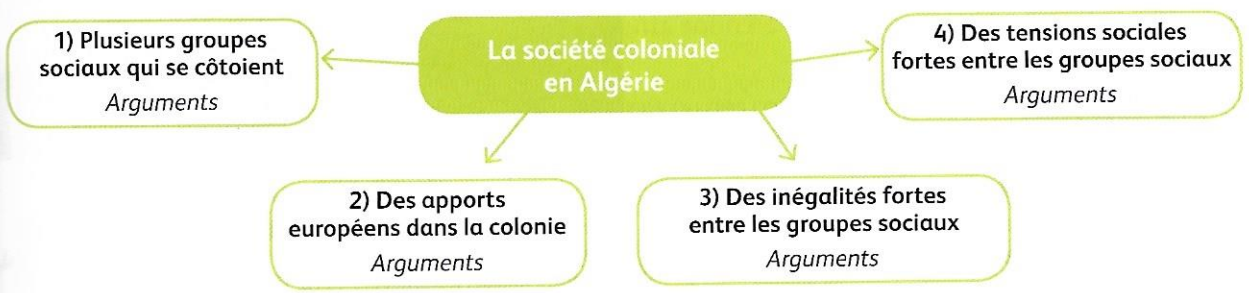 La société coloniale
en Algérie
1) Plusieurs groupes
sociaux qui se côtoient
Arguments
2) Des apports
européens dans la colonie
Arguments
3) Des inégalités fortes
entre les groupes sociaux
Arguments
4) Des tensions sociales
fortes entre les groupes sociaux
Arguments